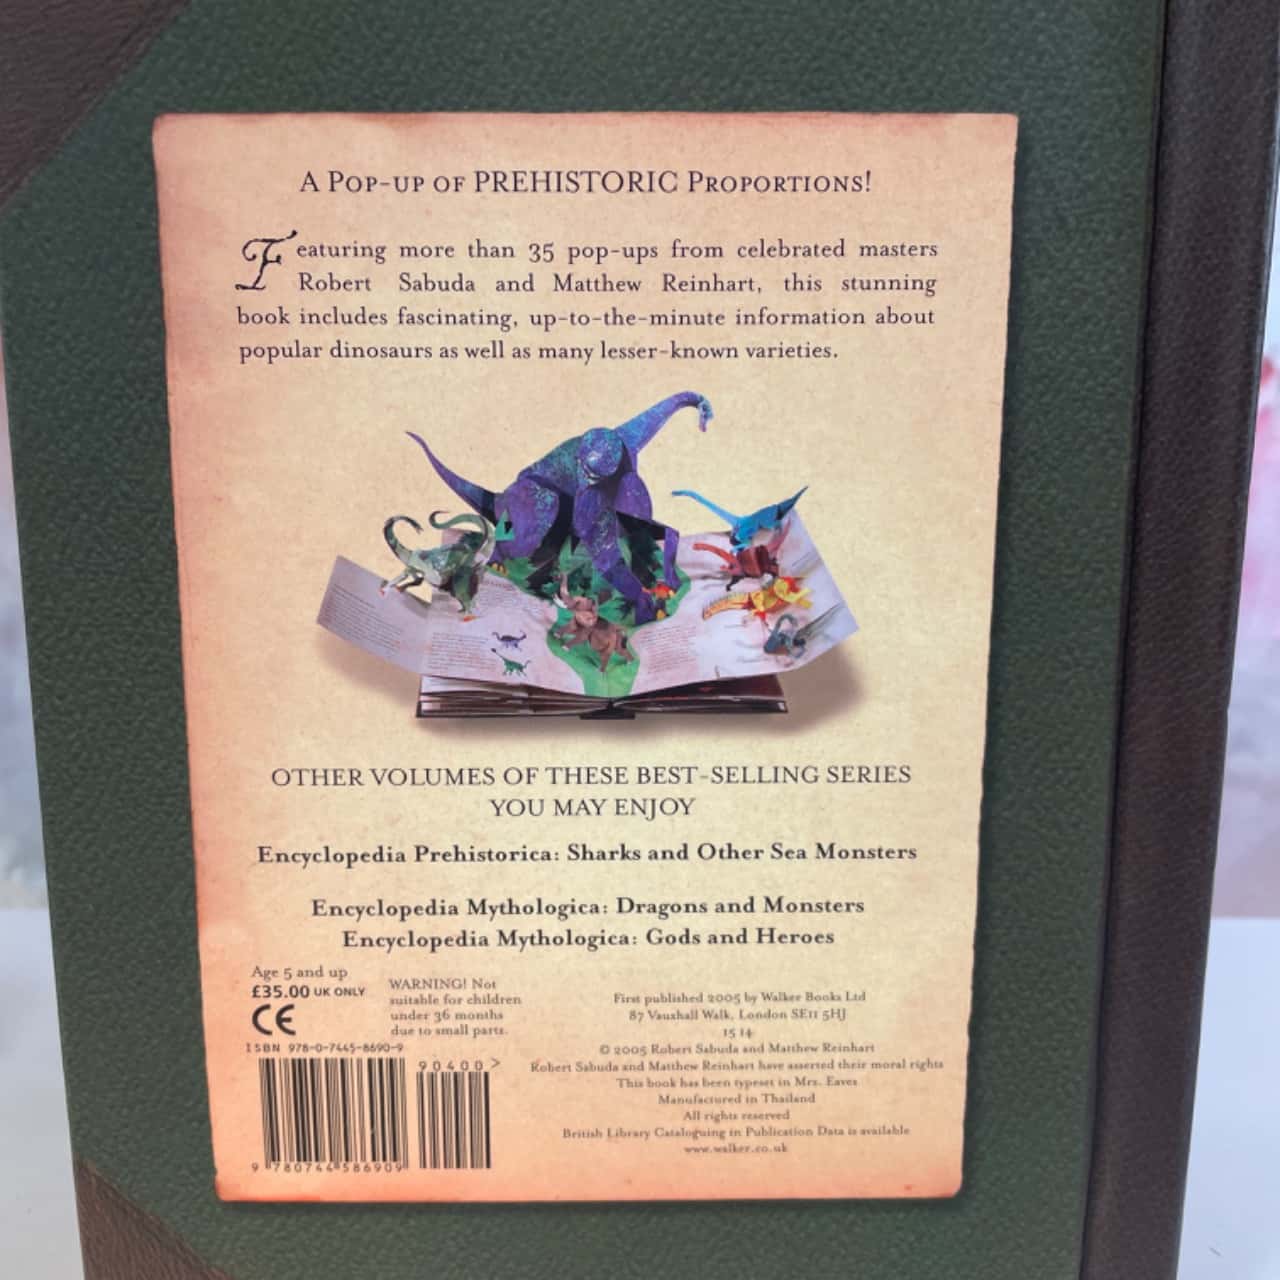 A POP-UP OF PREHISTORIC PROPORTIONS!
Featuring more than 35 pop-ups from celebrated masters
Robert Sabuda and Matthew Reinhart, this stunning
book includes fascinating, up-to-the-minute information about
popular dinosaurs as well as many lesser-known varieties.
OTHER VOLUMES OF THESE BEST-SELLING SERIES
YOU MAY ENJOY
Encyclopedia Prehistorica: Sharks and Other Sea Monsters
Encyclopedia Mythologica: Dragons and Monsters
Encyclopedia Mythologica: Gods and Heroes
Age 5 and up
£35.00 UK ONLY
CE
WARNING! Not
suitable for children
under 36 months
due to small parts.
ISBN 978-0-7445-8690-9
90400>
9 780744 586909
First published 2005 by Walker Books Ltd
87 Vauxhall Walk, London SE11 5HJ
15 14
© 2005 Robert Sabuda and Matthew Reinhart
Robert Sabuda and Matthew Reinhart have asserted their moral rights
This book has been typeset in Mrs. Eaves
Manufactured in Thailand
All rights reserved
British Library Cataloguing in Publication Data is available
www.walker.co.uk